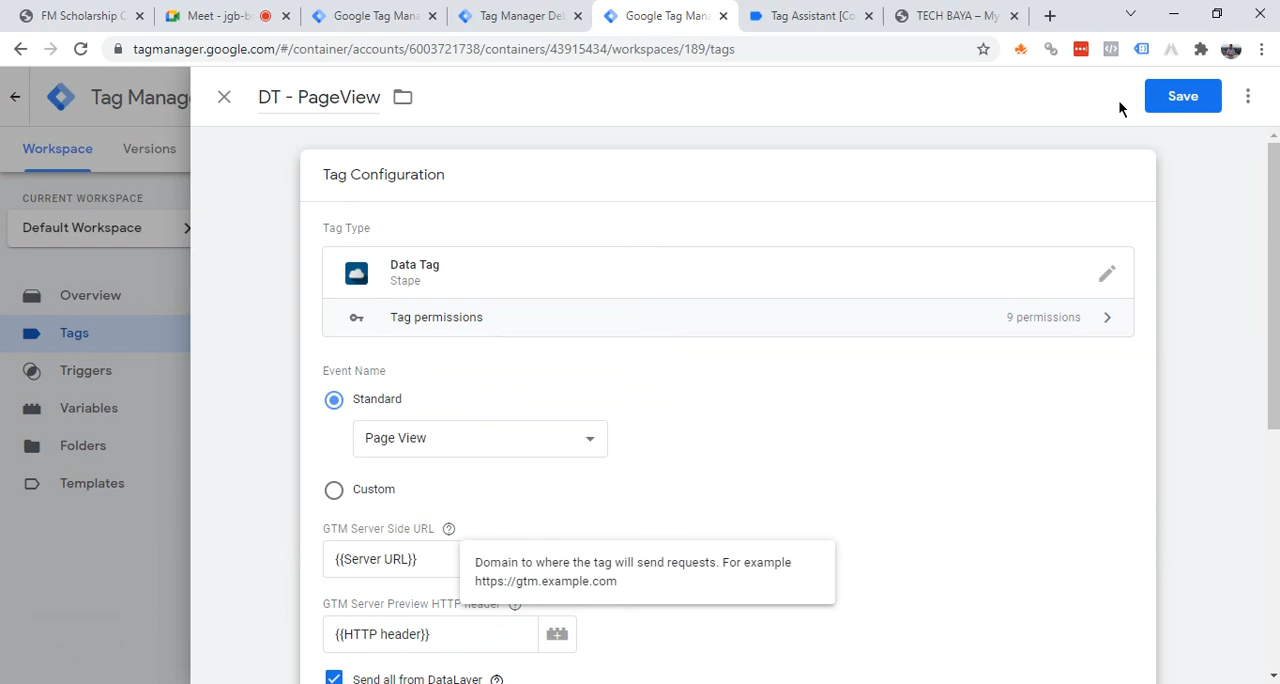 FM Scholarship C
Meet - jgb-b
Google Tag Mana
Tag Manager De
Google Tag Mana
Tag Assistant [Co
TECH BAYA – My
tagmanager.google.com/#/container/accounts/6003721738/containers/43915434/workspaces/189/tags
Tag Manag
DT - PageView
Save
Workspace
Versions
Tag Configuration
CURRENT WORKSPACE
Default Workspace
Tag Type
Data Tag
Stape
Tag permissions
9 permissions
Overview
Tags
Triggers
Variables
Folders
Templates
Event Name
Standard
Page View
Custom
GTM Server Side URL
{{Server URL}}
Domain to where the tag will send requests. For example
https://gtm.example.com
GTM Server Preview HTTP header
{{HTTP header}}
Send all from DataLayer